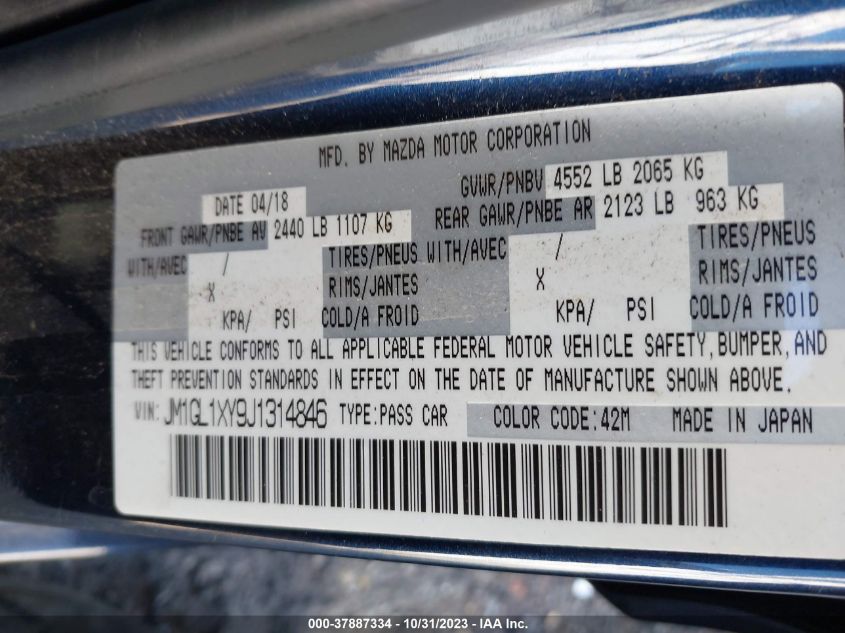 MFD. BY MAZDA MOTOR CORPORATION
DATE 04/18 GVWR/PNBV 4552 LB 2065 KG
FRONT GAWR/PNBE AV 2440 LB 1107 KG REAR GAWR/PNBE AR 2123 LB 963 KG
WITH/AVEC / TIRES/PNEUS WITH/AVEC / TIRES/PNEUS
X RIMS/JANTES X RIMS/JANTES
KPA/ PSI COLD/A FROID KPA/ PSI COLD/A FROID
THIS VEHICLE CONFORMS TO ALL APPLICABLE FEDERAL MOTOR VEHICLE SAFETY, BUMPER, AND
THEFT PREVENTION STANDARDS IN EFFECT ON THE DATE OF MANUFACTURE SHOWN ABOVE.
VIN: JM1GL1XY9J1314846 TYPE:PASS CAR COLOR CODE:42M MADE IN JAPAN
000-37887334 / 10/31/2023 - © IAA Inc.